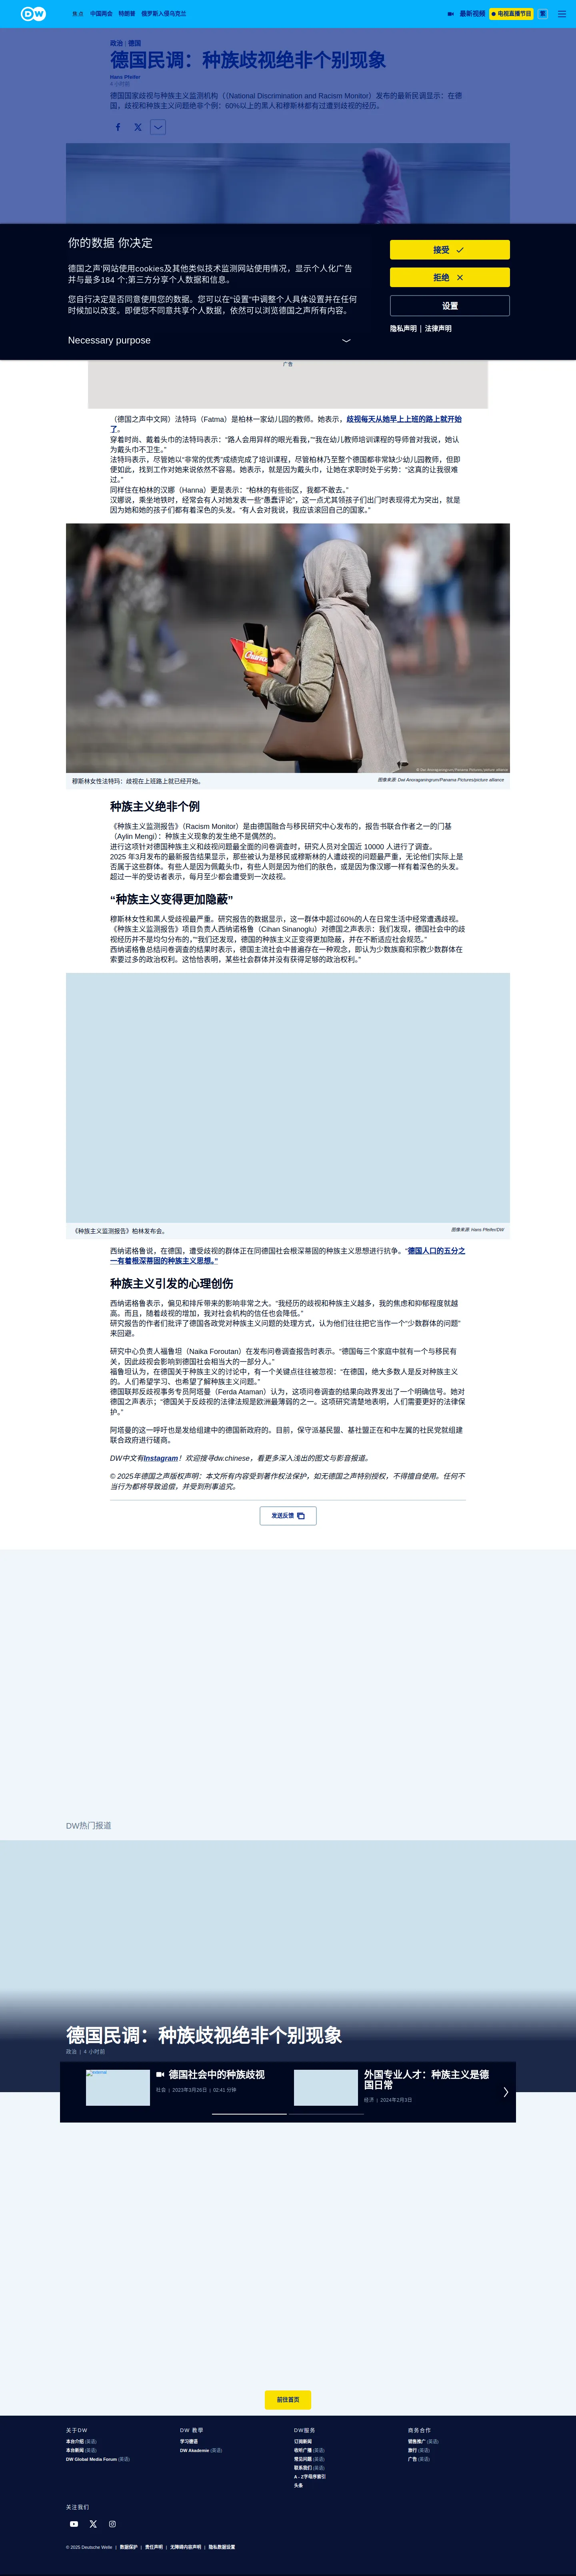 DW
焦点 中国两会 特朗普 俄罗斯入侵乌克兰
最新视频 电视直播节目 繁
政治 德国
德国民调：种族歧视绝非个别现象
Hans Pfeifer
4 小时前
德国国家歧视与种族主义监测机构（（National Discrimination and Racism Monitor）发布的最新民调显示：在德
国，歧视和种族主义问题绝非个例：60%以上的黑人和穆斯林都有过遭到歧视的经历。
你的数据 你决定
德国之声'网站使用cookies及其他类似技术监测网站使用情况，显示个人化广告
并与最多184 个;第三方分享个人数据和信息。
您自行决定是否同意使用您的数据。您可以在“设置”中调整个人具体设置并在任何
时候加以改变。即便您不同意共享个人数据，依然可以浏览德国之声所有内容。
Necessary purpose
接受
拒绝
设置
隐私声明 | 法律声明
广告
（德国之声中文网）法特玛（Fatma）是柏林一家幼儿园的教师。她表示，歧视每天从她早上上班的路上就开始
了。
穿着时尚、戴着头巾的法特玛表示：“路人会用异样的眼光看我，”“我在幼儿教师培训课程的导师曾对我说，她认
为戴头巾不卫生。”
法特玛表示，尽管她以“非常的优秀”成绩完成了培训课程，尽管柏林乃至整个德国都非常缺少幼儿园教师，但即
便如此，找到工作对她来说依然不容易。她表示，就是因为戴头巾，让她在求职时处于劣势：“这真的让我很难
过。”
同样住在柏林的汉娜（Hanna）更是表示：“柏林的有些街区，我都不敢去。”
汉娜说，乘坐地铁时，经常会有人对她发表一些“愚蠢评论”，这一点尤其领孩子们出门时表现得尤为突出，就是
因为她和她的孩子们都有着深色的头发。“有人会对我说，我应该滚回自己的国家。”
穆斯林女性法特玛：歧视在上班路上就已经开始。
图像来源: Dwi Anoraganingrum/Panama Pictures/picture alliance
种族主义绝非个例
《种族主义监测报告》（Racism Monitor）是由德国融合与移民研究中心发布的，报告书联合作者之一的门基
（Aylin Mengi）：种族主义现象的发生绝不是偶然的。
进行这项针对德国种族主义和歧视问题最全面的问卷调查时，研究人员对全国近 10000 人进行了调查。
2025 年3月发布的最新报告结果显示，那些被认为是移民或穆斯林的人遭歧视的问题最严重，无论他们实际上是
否属于这些群体。有些人是因为佩戴头巾，有些人则是因为他们的肤色，或是因为像汉娜一样有着深色的头发。
超过一半的受访者表示，每月至少都会遭受到一次歧视。
“种族主义变得更加隐蔽”
穆斯林女性和黑人受歧视最严重。研究报告的数据显示，这一群体中超过60%的人在日常生活中经常遭遇歧视。
《种族主义监测报告》项目负责人西纳诺格鲁（Cihan Sinanoglu）对德国之声表示：我们发现，德国社会中的歧
视经历并不是均匀分布的，”“我们还发现，德国的种族主义正变得更加隐蔽，并在不断适应社会规范。”
西纳诺格鲁总结问卷调查的结果时表示，德国主流社会中普遍存在一种观念，即认为少数族裔和宗教少数群体在
索要过多的政治权利。这恰恰表明，某些社会群体并没有获得足够的政治权利。”
《种族主义监测报告》柏林发布会。
图像来源: Hans Pfeifer/DW
西纳诺格鲁说，在德国，遭受歧视的群体正在同德国社会根深蒂固的种族主义思想进行抗争。“德国人口的五分之
一有着根深蒂固的种族主义思想。”
种族主义引发的心理创伤
西纳诺格鲁表示，偏见和排斥带来的影响非常之大。“我经历的歧视和种族主义越多，我的焦虑和抑郁程度就越
高。而且，随着歧视的增加，我对社会机构的信任也会降低。”
研究报告的作者们批评了德国各政党对种族主义问题的处理方式，认为他们往往把它当作一个“少数群体的问题”
来回避。
研究中心负责人福鲁坦（Naika Foroutan）在发布问卷调查报告时表示。“德国每三个家庭中就有一个与移民有
关，因此歧视会影响到德国社会相当大的一部分人。”
福鲁坦认为，在德国关于种族主义的讨论中，有一个关键点往往被忽视：“在德国，绝大多数人是反对种族主义
的。人们希望学习、也希望了解种族主义问题。”
德国联邦反歧视事务专员阿塔曼（Ferda Ataman）认为，这项问卷调查的结果向政界发出了一个明确信号。她对
德国之声表示；“德国关于反歧视的法律法规是欧洲最薄弱的之一。这项研究清楚地表明，人们需要更好的法律保
护。”
阿塔曼的这一呼吁也是发给组建中的德国新政府的。目前，保守派基民盟、基社盟正在和中左翼的社民党就组建
联合政府进行磋商。
DW中文有Instagram！欢迎搜寻dw.chinese，看更多深入浅出的图文与影音报道。
© 2025年德国之声版权声明：本文所有内容受到著作权法保护，如无德国之声特别授权，不得擅自使用。任何不
当行为都将导致追偿，并受到刑事追究。
发送反馈
DW热门报道
德国民调：种族歧视绝非个别现象
政治 | 4 小时前
德国社会中的种族歧视
社会 | 2023年3月26日 | 02:41 分钟
外国专业人才：种族主义是德
国日常
经济 | 2024年2月3日
前往首页
关于DW
本台介绍 (英语)
本台新闻 (英语)
DW Global Media Forum (英语)
DW 教學
学习德语
DW Akademie (英语)
DW服务
订阅新闻
收听广播 (英语)
常见问题 (英语)
联系我们 (英语)
A - Z字母序索引
头条
商务合作
销售推广 (英语)
旅行 (英语)
广告 (英语)
关注我们
© 2025 Deutsche Welle | 数据保护 | 责任声明 | 无障碍内容声明 | 隐私数据设置